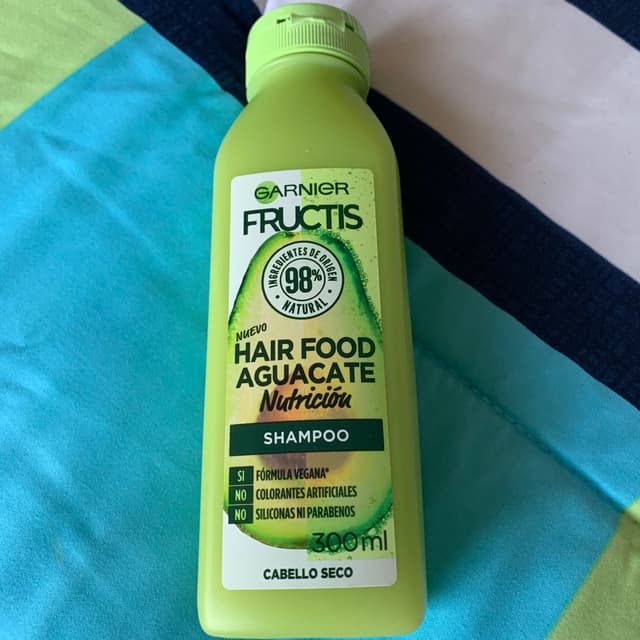 GARNIER
FRUCTIS
INGREDIENTES DE ORIGEN
98%
NATURAL
NUEVO
HAIR FOOD
AGUACATE
Nutrición
SHAMPOO
SI FÓRMULA VEGANA*
NO COLORANTES ARTIFICIALES
NO SILICONAS NI PARABENOS
300ml
CABELLO SECO